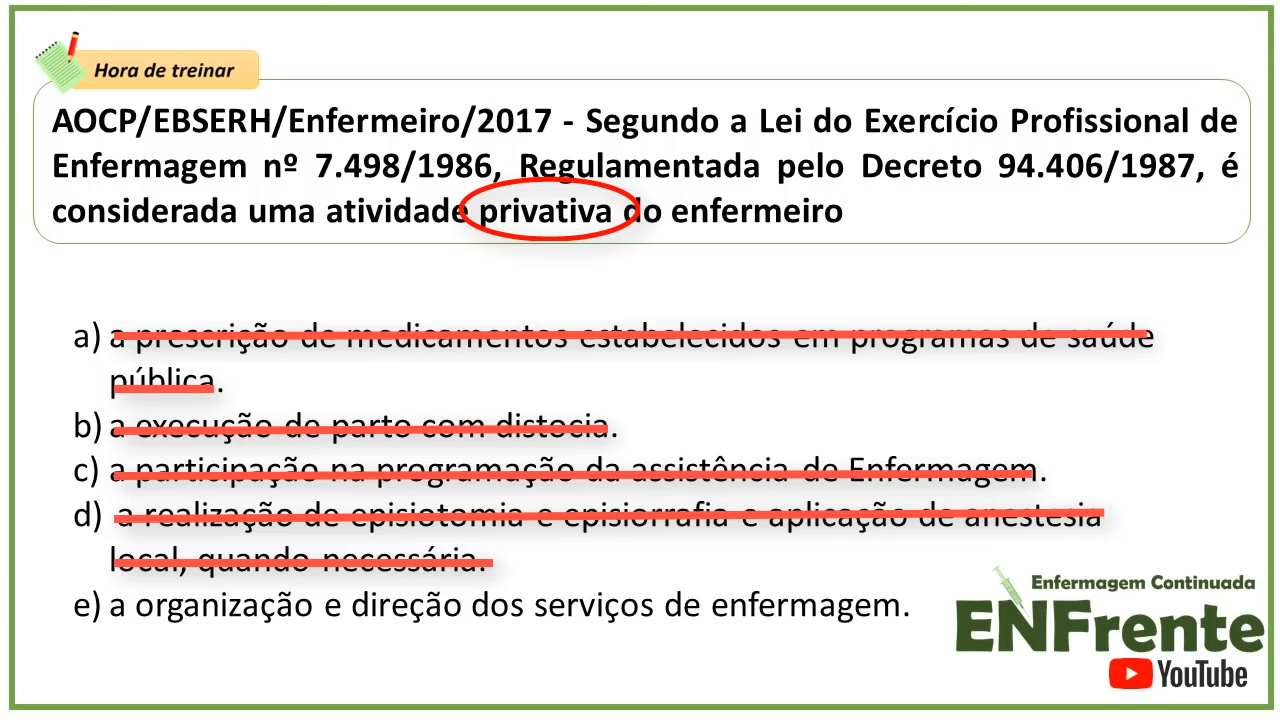 Hora de treinar
AOCP/EBSERH/Enfermeiro/2017 - Segundo a Lei do Exercício Profissional de
Enfermagem nº 7.498/1986, Regulamentada pelo Decreto 94.406/1987, é
considerada uma atividade privativa do enfermeiro
a) a prescrição de medicamentos estabelecidos em programas de saúde
pública.
b) a execução de parto com distocia.
c) a participação na programação da assistência de Enfermagem.
d) a realização de episiotomia e episiorrafia e aplicação de anestesia
local, quando necessária.
e) a organização e direção dos serviços de enfermagem.
Enfermagem Continuada
ENFrente
YouTube